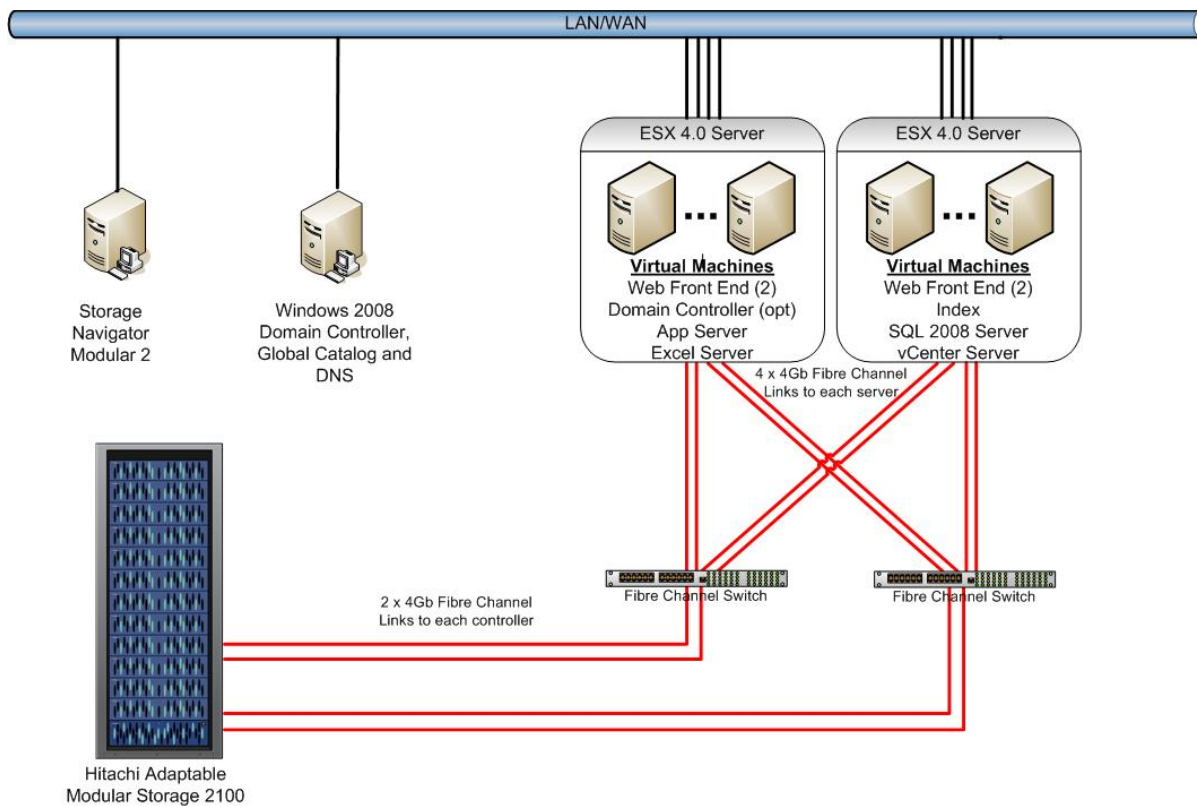 LAN/WAN
ESX 4.0 Server
Virtual Machines
Web Front End (2)
Domain Controller (opt)
App Server
Excel Server
ESX 4.0 Server
Virtual Machines
Web Front End (2)
Index
SQL 2008 Server
vCenter Server
Storage
Navigator
Modular 2
Windows 2008
Domain Controller,
Global Catalog and
DNS
4 x 4Gb Fibre Channel
Links to each server
Fibre Channel Switch
Fibre Channel Switch
2 x 4Gb Fibre Channel
Links to each controller
Hitachi Adaptable
Modular Storage 2100